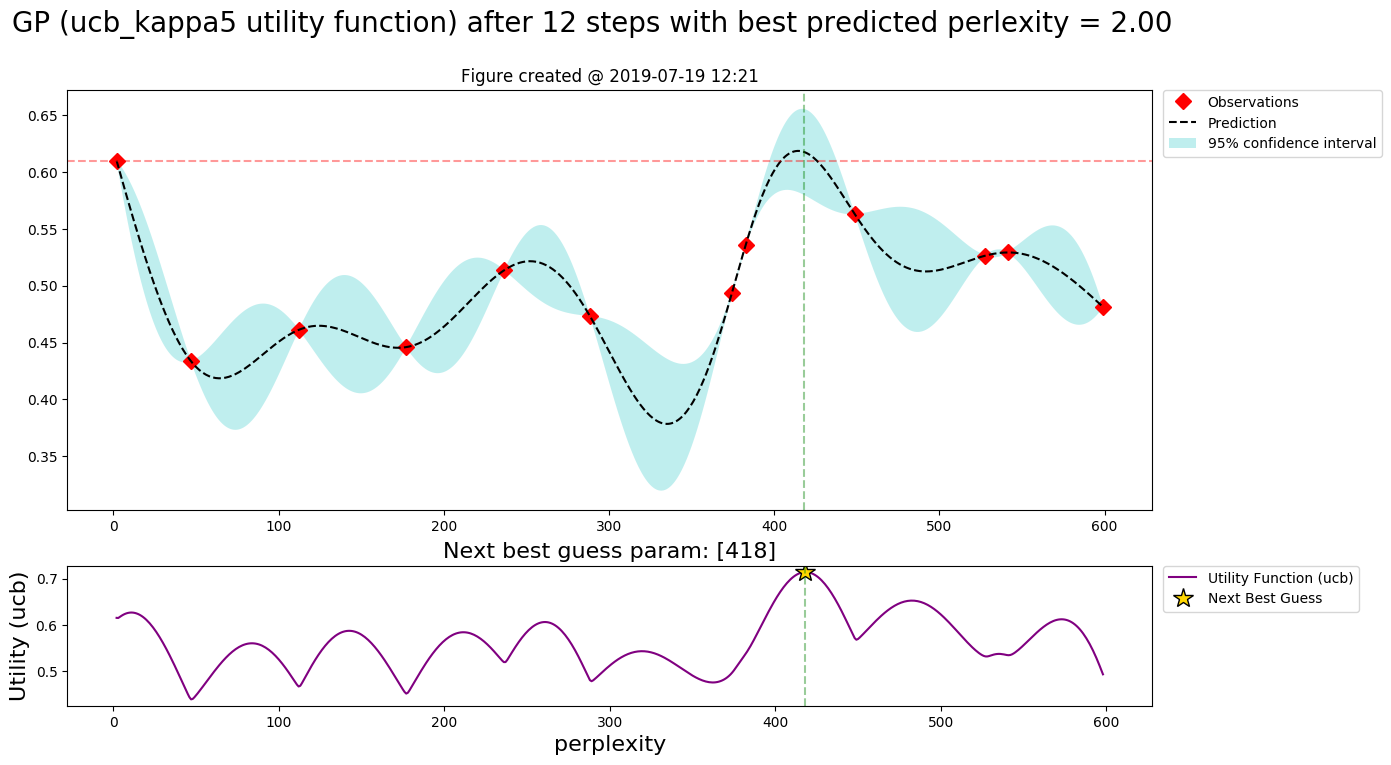 GP (ucb_kappa5 utility function) after 12 steps with best predicted perlexity = 2.00
Figure created @ 2019-07-19 12:21
0.65
0.60
0.55
0.50
0.45
0.40
0.35
0 100 200 300 400 500 600
Observations
Prediction
95% confidence interval
Next best guess param: [418]
Utility (ucb)
0.7
0.6
0.5
0 100 200 300 400 500 600
perplexity
Utility Function (ucb)
Next Best Guess